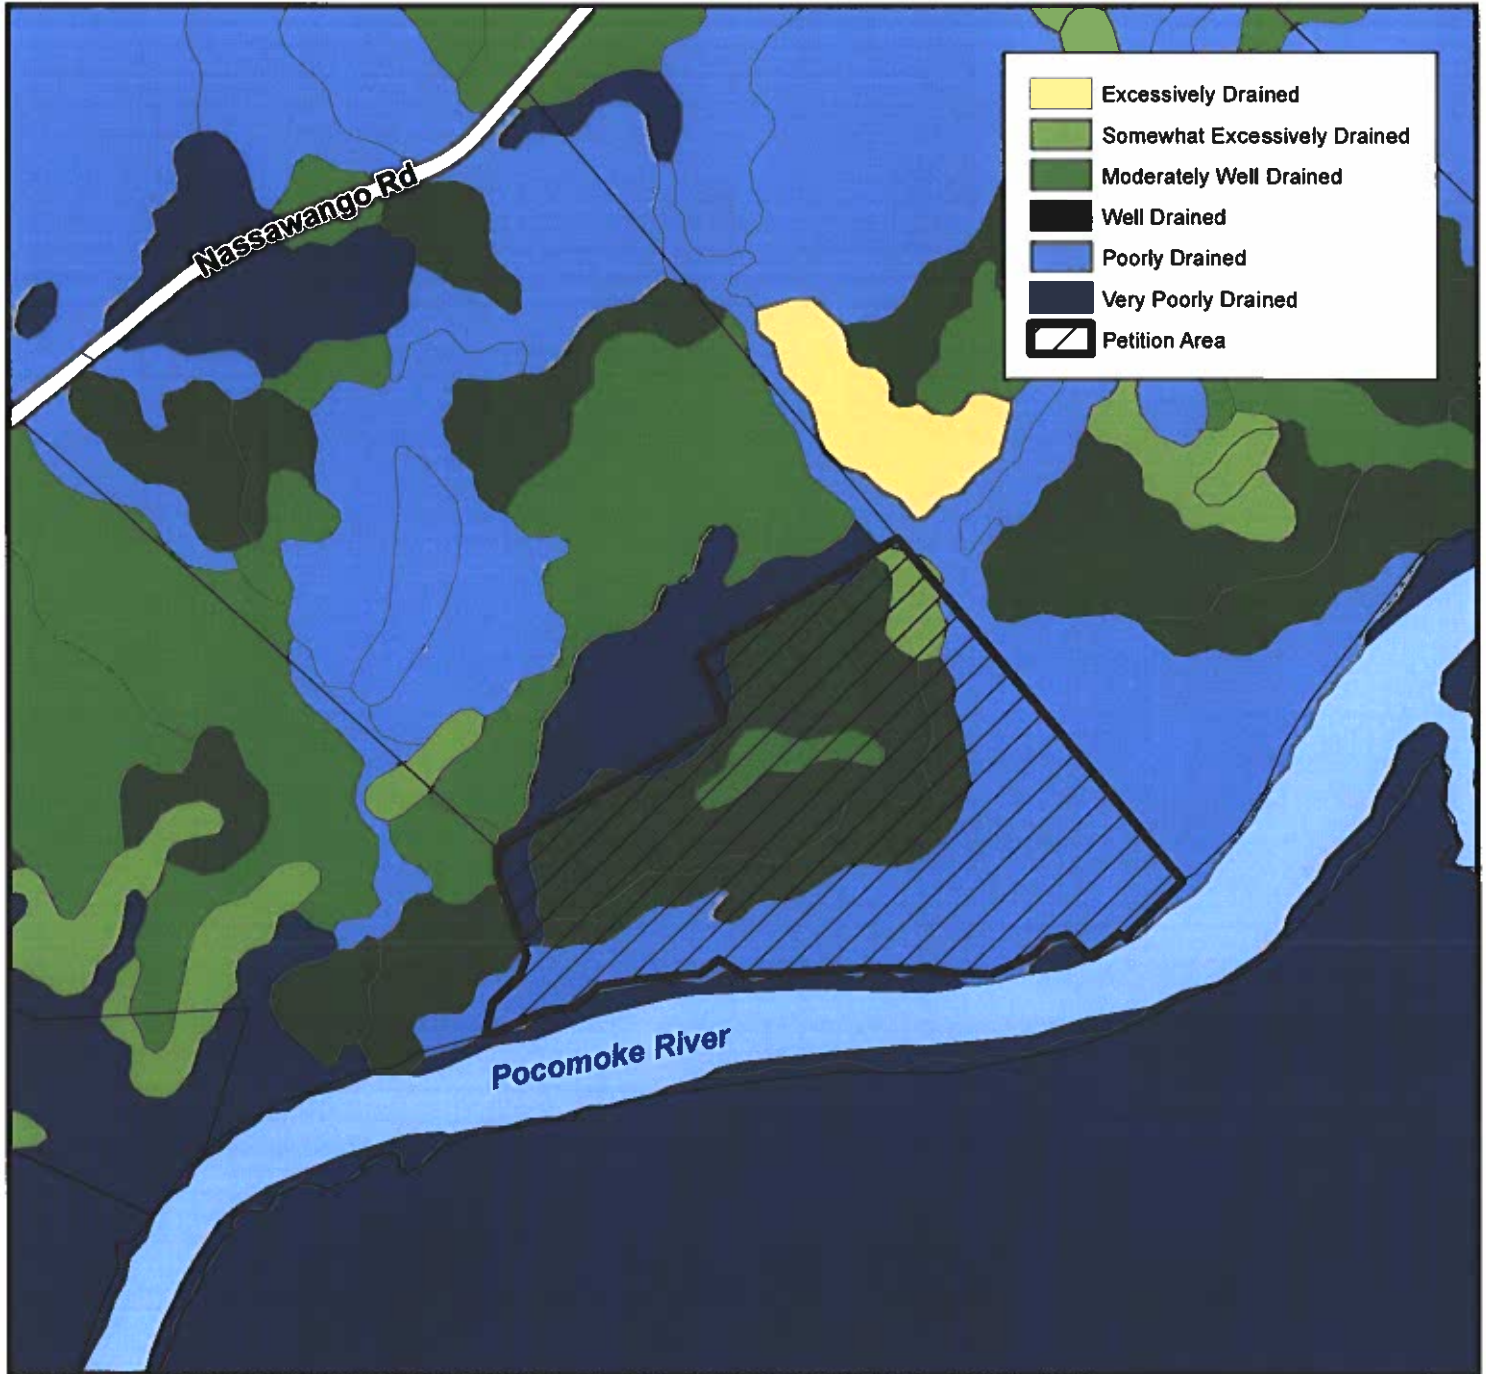 Excessively Drained
Somewhat Excessively Drained
Moderately Well Drained
Well Drained
Poorly Drained
Very Poorly Drained
Petition Area
Nassawango Rd
Pocomoke River